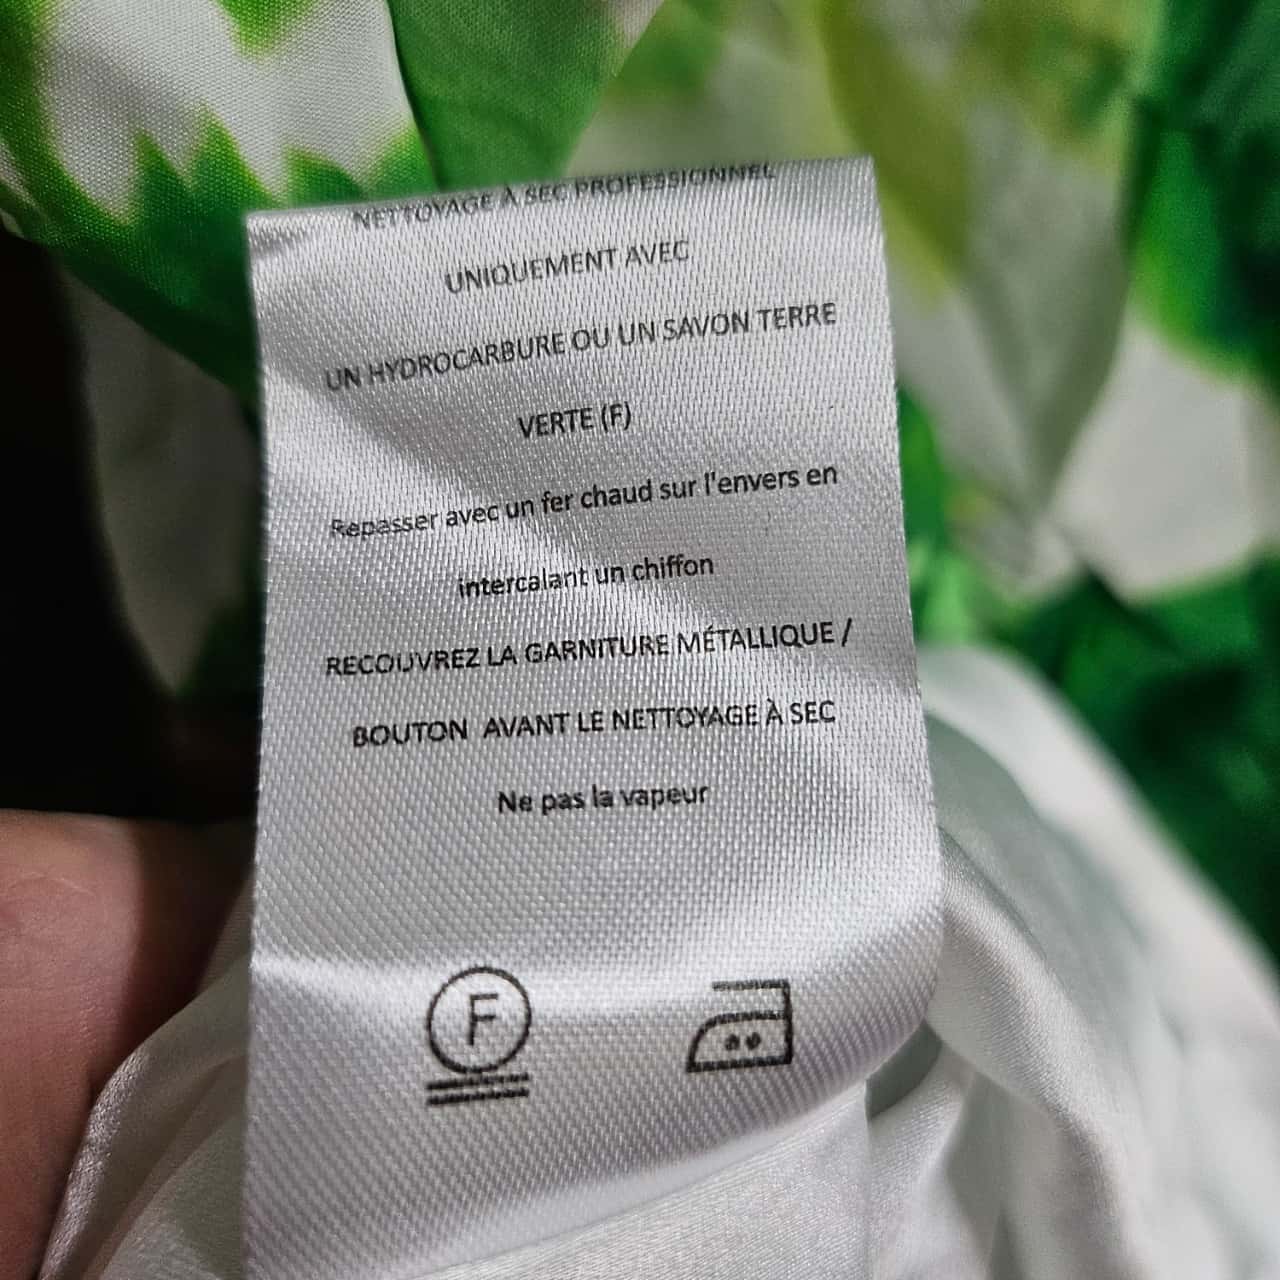 NETTOYAGE À SEC PROFESSIONNEL
UNIQUEMENT AVEC
UN HYDROCARBURE OU UN SAVON TERRE
VERTE (F)
Repasser avec un fer chaud sur l'envers en
intercalant un chiffon
RECOUVREZ LA GARNITURE MÉTALLIQUE /
BOUTON AVANT LE NETTOYAGE À SEC
Ne pas la vapeur
F